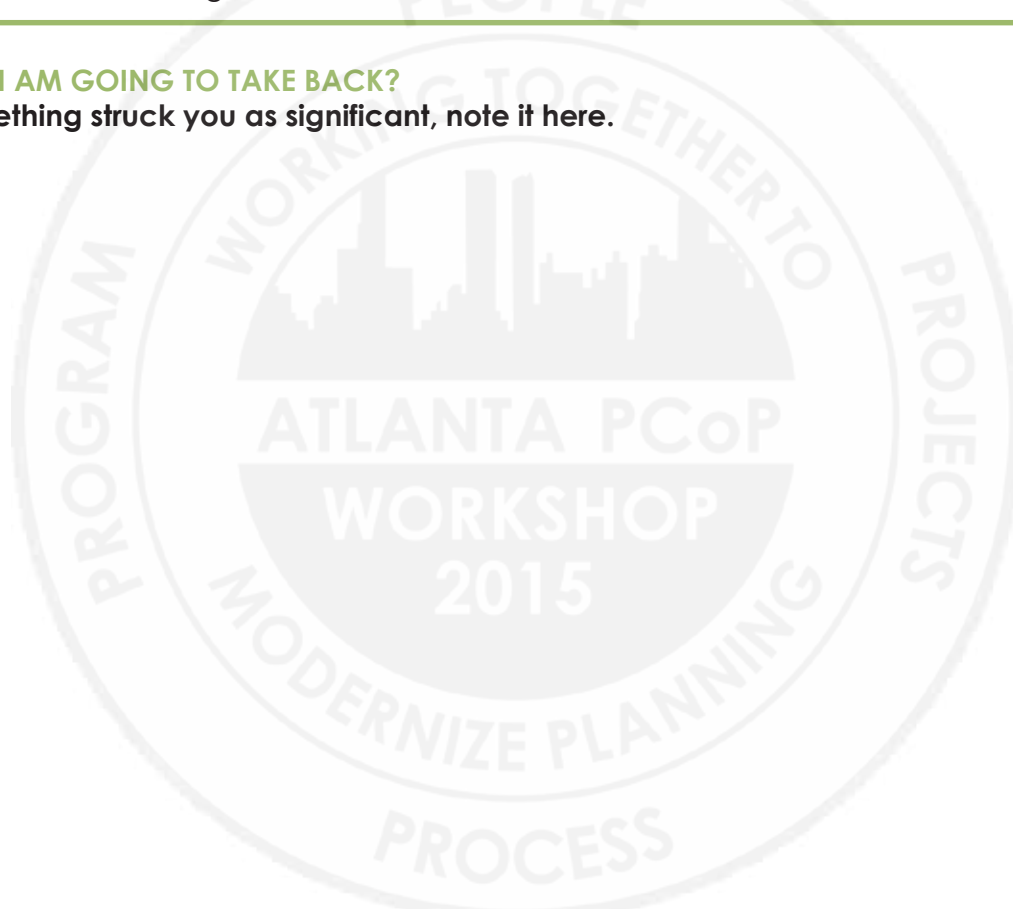 PEOPLE
I AM GOING TO TAKE BACK?
ething struck you as significant, note it here.
WORKING TOGETHER TO
PROGRAM
PROJECTS
ATLANTA PCoP
WORKSHOP
2015
MODERNIZE PLANNING
PROCESS